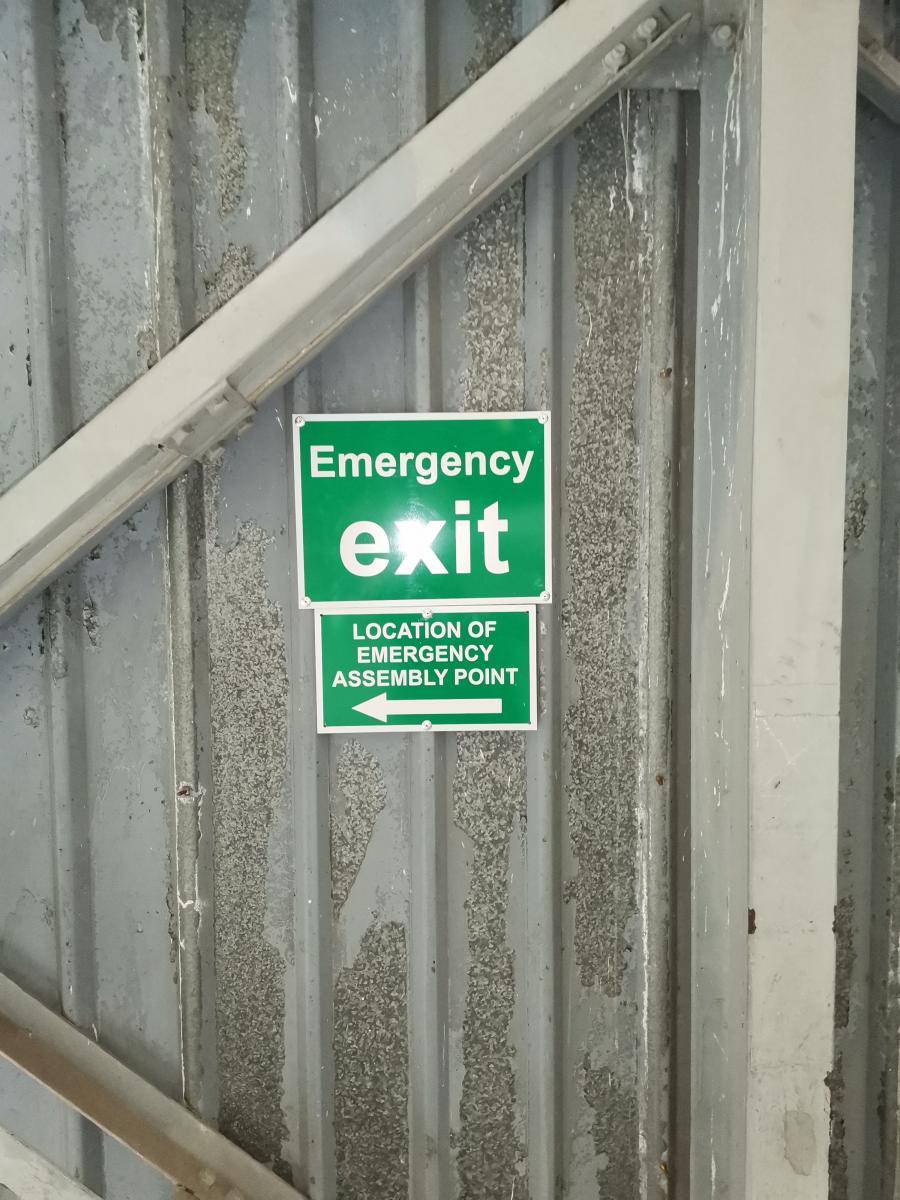 Emergency
exit
LOCATION OF
EMERGENCY
ASSEMBLY POINT